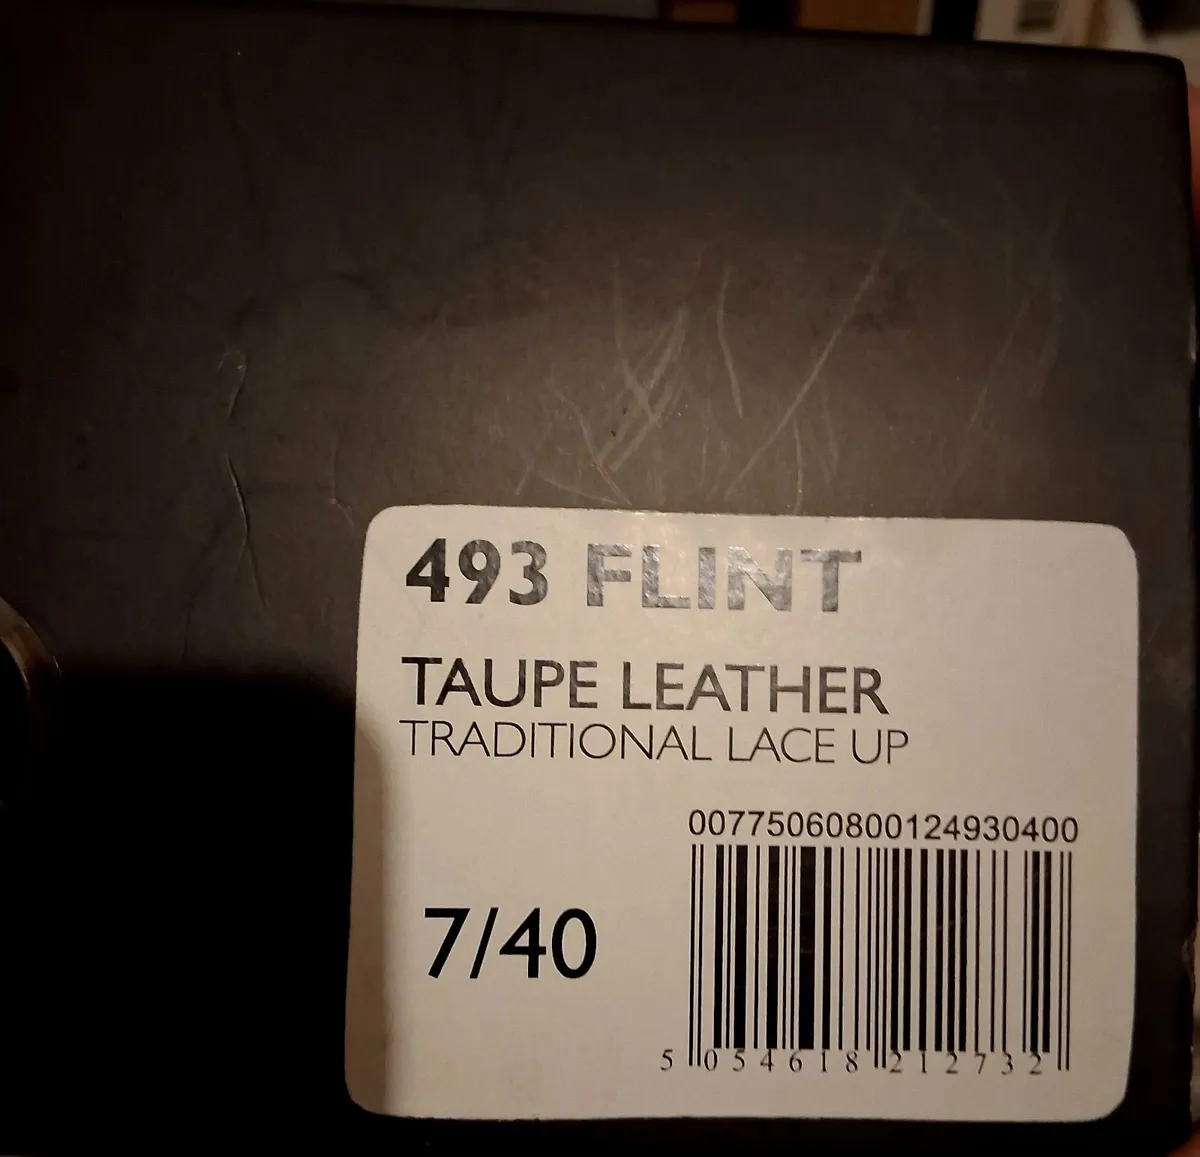 493 FLINT
TAUPE LEATHER
TRADITIONAL LACE UP
00775060800124930400
7/40
5 054618 212732